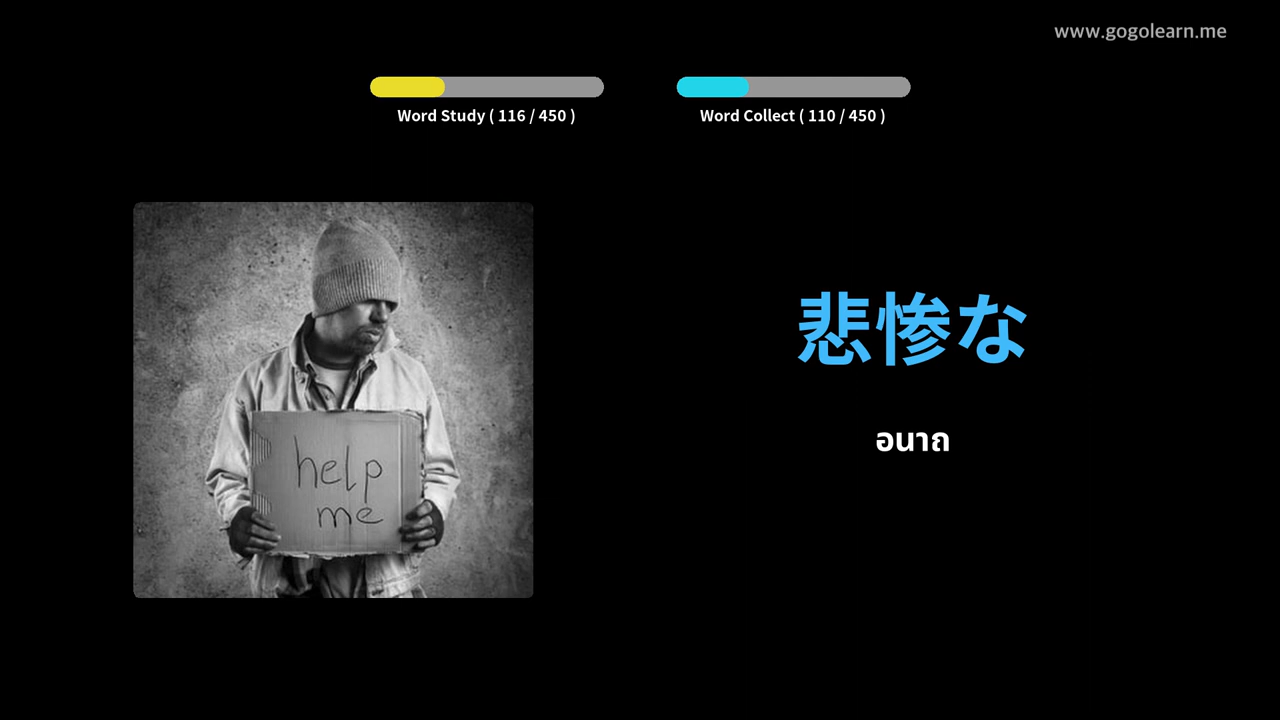 www.gogolearn.me
Word Study ( 116 / 450 )
Word Collect ( 110 / 450 )
help
me
悲惨な
อนาถ